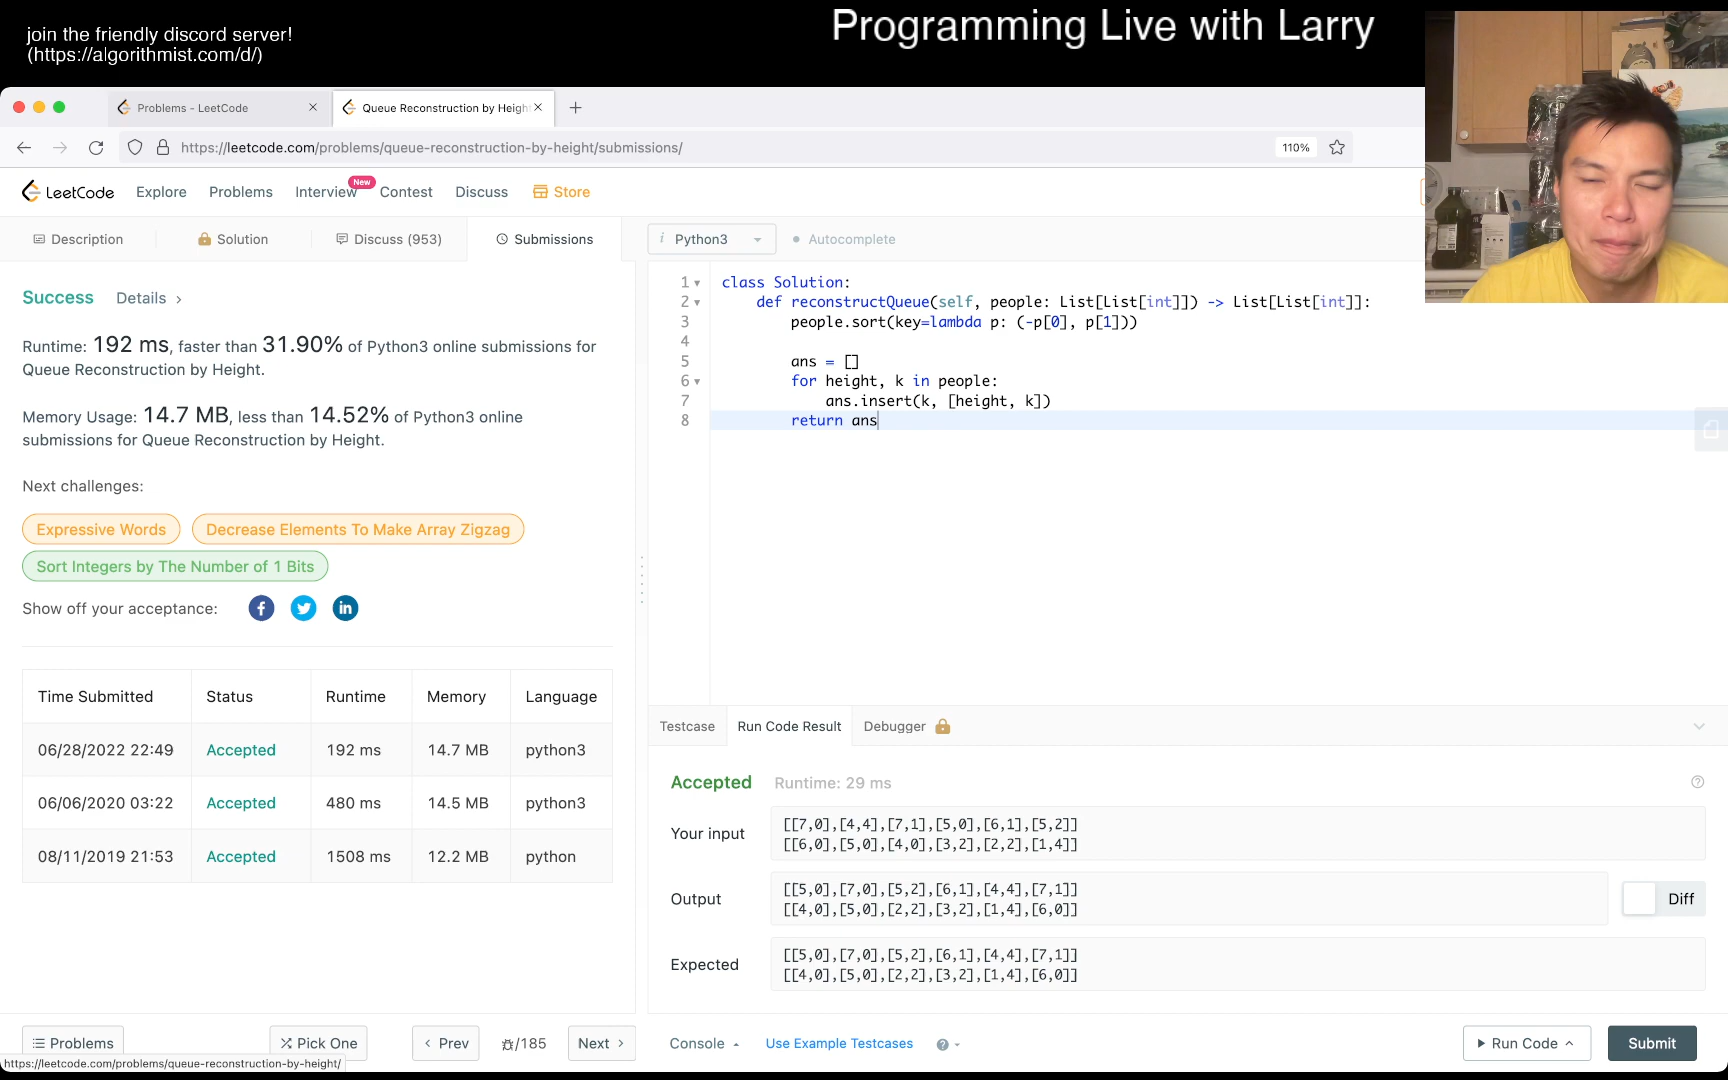 join the friendly discord server!
(https://algorithmist.com/d/)
Programming Live with Larry
Problems - LeetCode
Queue Reconstruction by Heigh
https://leetcode.com/problems/queue-reconstruction-by-height/submissions/
110%
LeetCode
Explore
Problems
Interview
New
Contest
Discuss
Store
Description
Solution
Discuss (953)
Submissions
i Python3
Autocomplete
Success Details >
Runtime: 192 ms, faster than 31.90% of Python3 online submissions for
Queue Reconstruction by Height.
Memory Usage: 14.7 MB, less than 14.52% of Python3 online
submissions for Queue Reconstruction by Height.
Next challenges:
Expressive Words
Decrease Elements To Make Array Zigzag
Sort Integers by The Number of 1 Bits
Show off your acceptance:
Time Submitted Status Runtime Memory Language
06/28/2022 22:49 Accepted 192 ms 14.7 MB python3
06/06/2020 03:22 Accepted 480 ms 14.5 MB python3
08/11/2019 21:53 Accepted 1508 ms 12.2 MB python
1 class Solution:
2 def reconstructQueue(self, people: List[List[int]]) -> List[List[int]]:
3 people.sort(key=lambda p: (-p[0], p[1]))
4
5 ans = []
6 for height, k in people:
7 ans.insert(k, [height, k])
8 return ans
Testcase
Run Code Result
Debugger
Accepted Runtime: 29 ms
Your input
[[7,0],[4,4],[7,1],[5,0],[6,1],[5,2]]
[[6,0],[5,0],[4,0],[3,2],[2,2],[1,4]]
Output
[[5,0],[7,0],[5,2],[6,1],[4,4],[7,1]]
[[4,0],[5,0],[2,2],[3,2],[1,4],[6,0]]
Diff
Expected
[[5,0],[7,0],[5,2],[6,1],[4,4],[7,1]]
[[4,0],[5,0],[2,2],[3,2],[1,4],[6,0]]
Problems
Pick One
< Prev
/185
Next >
Console
Use Example Testcases
Run Code
Submit
https://leetcode.com/problems/queue-reconstruction-by-height/